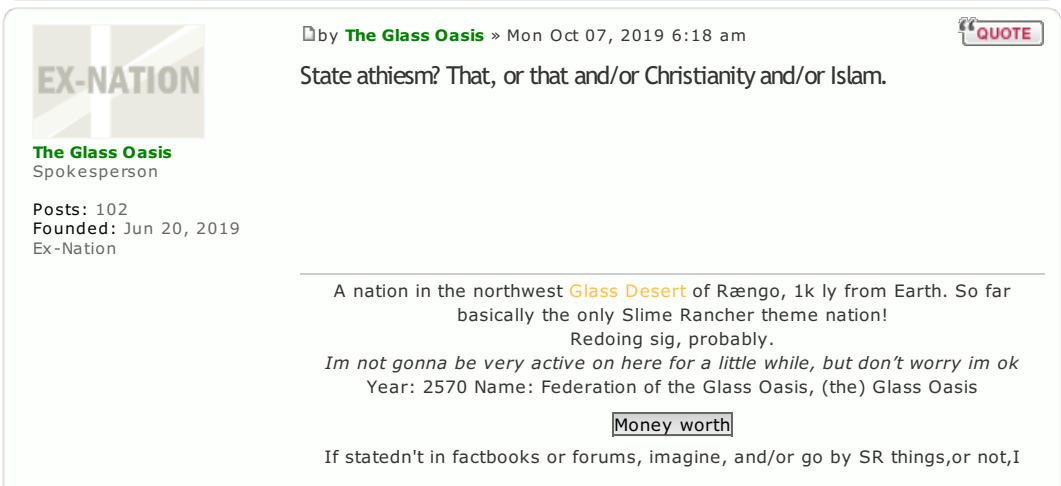 by The Glass Oasis » Mon Oct 07, 2019 6:18 am
QUOTE
EX-NATION
State athiesm? That, or that and/or Christianity and/or Islam.
The Glass Oasis
Spokesperson
Posts: 102
Founded: Jun 20, 2019
Ex-Nation
A nation in the northwest Glass Desert of Rængo, 1k ly from Earth. So far
basically the only Slime Rancher theme nation!
Redoing sig, probably.
Im not gonna be very active on here for a little while, but don’t worry im ok
Year: 2570 Name: Federation of the Glass Oasis, (the) Glass Oasis
Money worth
If statedn't in factbooks or forums, imagine, and/or go by SR things,or not,I